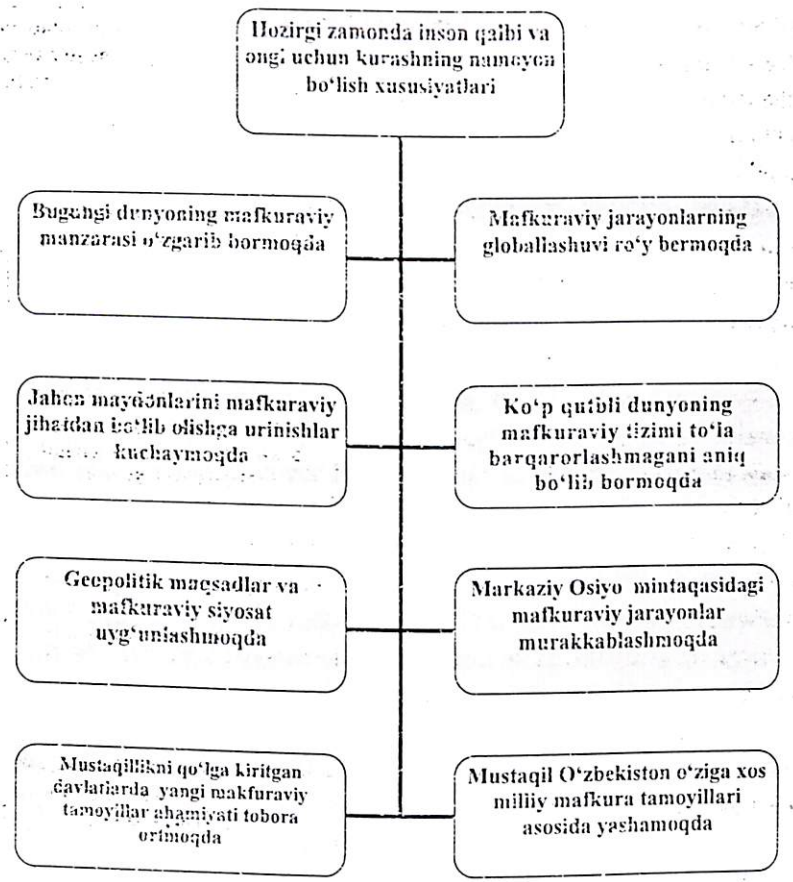 Hozirgi zamonda inson qalbi va
ongi uchun kurashning namoyon
bo‘lish xususiyatlari
Bugungi dunyoning mafkuraviy
manzarasi o‘zgarib bormoqda
Mafkuraviy jarayonlarning
globallashuvi ro‘y bermoqda
Jahon maydonlarini mafkuraviy
jihatdan bo‘lib olishga urinishlar
kuchaymoqda
Ko‘p qutbli dunyoning
mafkuraviy tizimi to‘la
barqarorlashmagani aniq
bo‘lib bormoqda
Geopolitik maqsadlar va
mafkuraviy siyosat
uyg‘unlashmoqda
Markaziy Osiyo mintaqasidagi
mafkuraviy jarayonlar
murakkablashmoqda
Mustaqillikni qo‘lga kiritgan
davlatlarda yangi makfuraviy
tamoyillar ahamiyati tobora
ortmoqda
Mustaqil O‘zbekiston o‘ziga xos
milliy mafkura tamoyillari
asosida yashamoqda